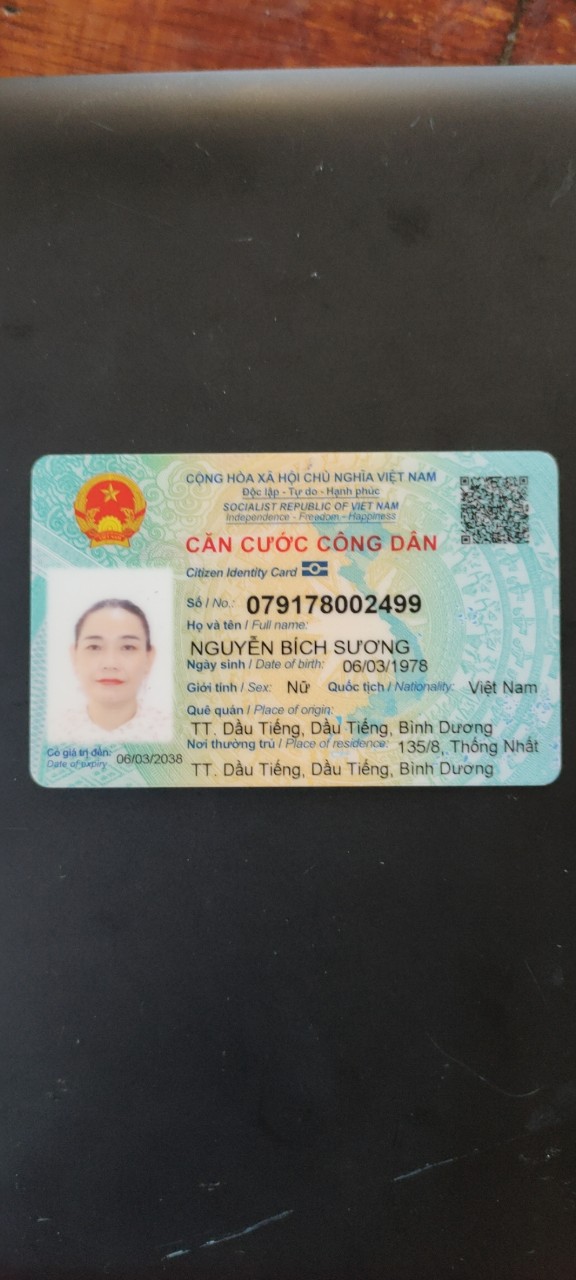 CỘNG HÒA XÃ HỘI CHỦ NGHĨA VIỆT NAM
Độc lập - Tự do - Hạnh phúc
SOCIALIST REPUBLIC OF VIET NAM
Independence - Freedom - Happiness
CĂN CƯỚC CÔNG DÂN
Citizen Identity Card
Số / No.: 079178002499
Họ và tên / Full name:
NGUYỄN BÍCH SƯƠNG
Ngày sinh / Date of birth: 06/03/1978
Giới tính / Sex: Nữ Quốc tịch / Nationality: Việt Nam
Quê quán / Place of origin:
TT. Dầu Tiếng, Dầu Tiếng, Bình Dương
Nơi thường trú / Place of residence: 135/8, Thống Nhất
TT. Dầu Tiếng, Dầu Tiếng, Bình Dương
Có giá trị đến: 06/03/2038
Date of expiry